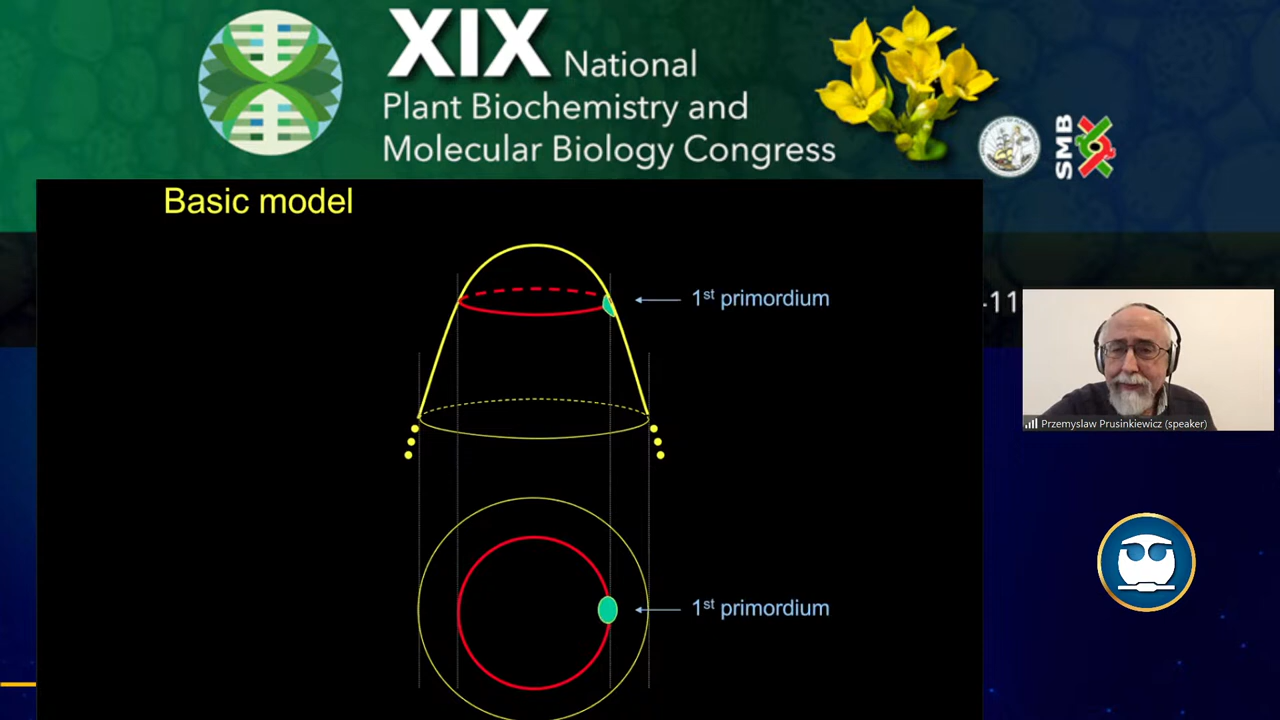 XIX National
Plant Biochemistry and
Molecular Biology Congress
SMB
Basic model
1st primordium
-11
Przemyslaw Prusinkiewicz (speaker)
1st primordium